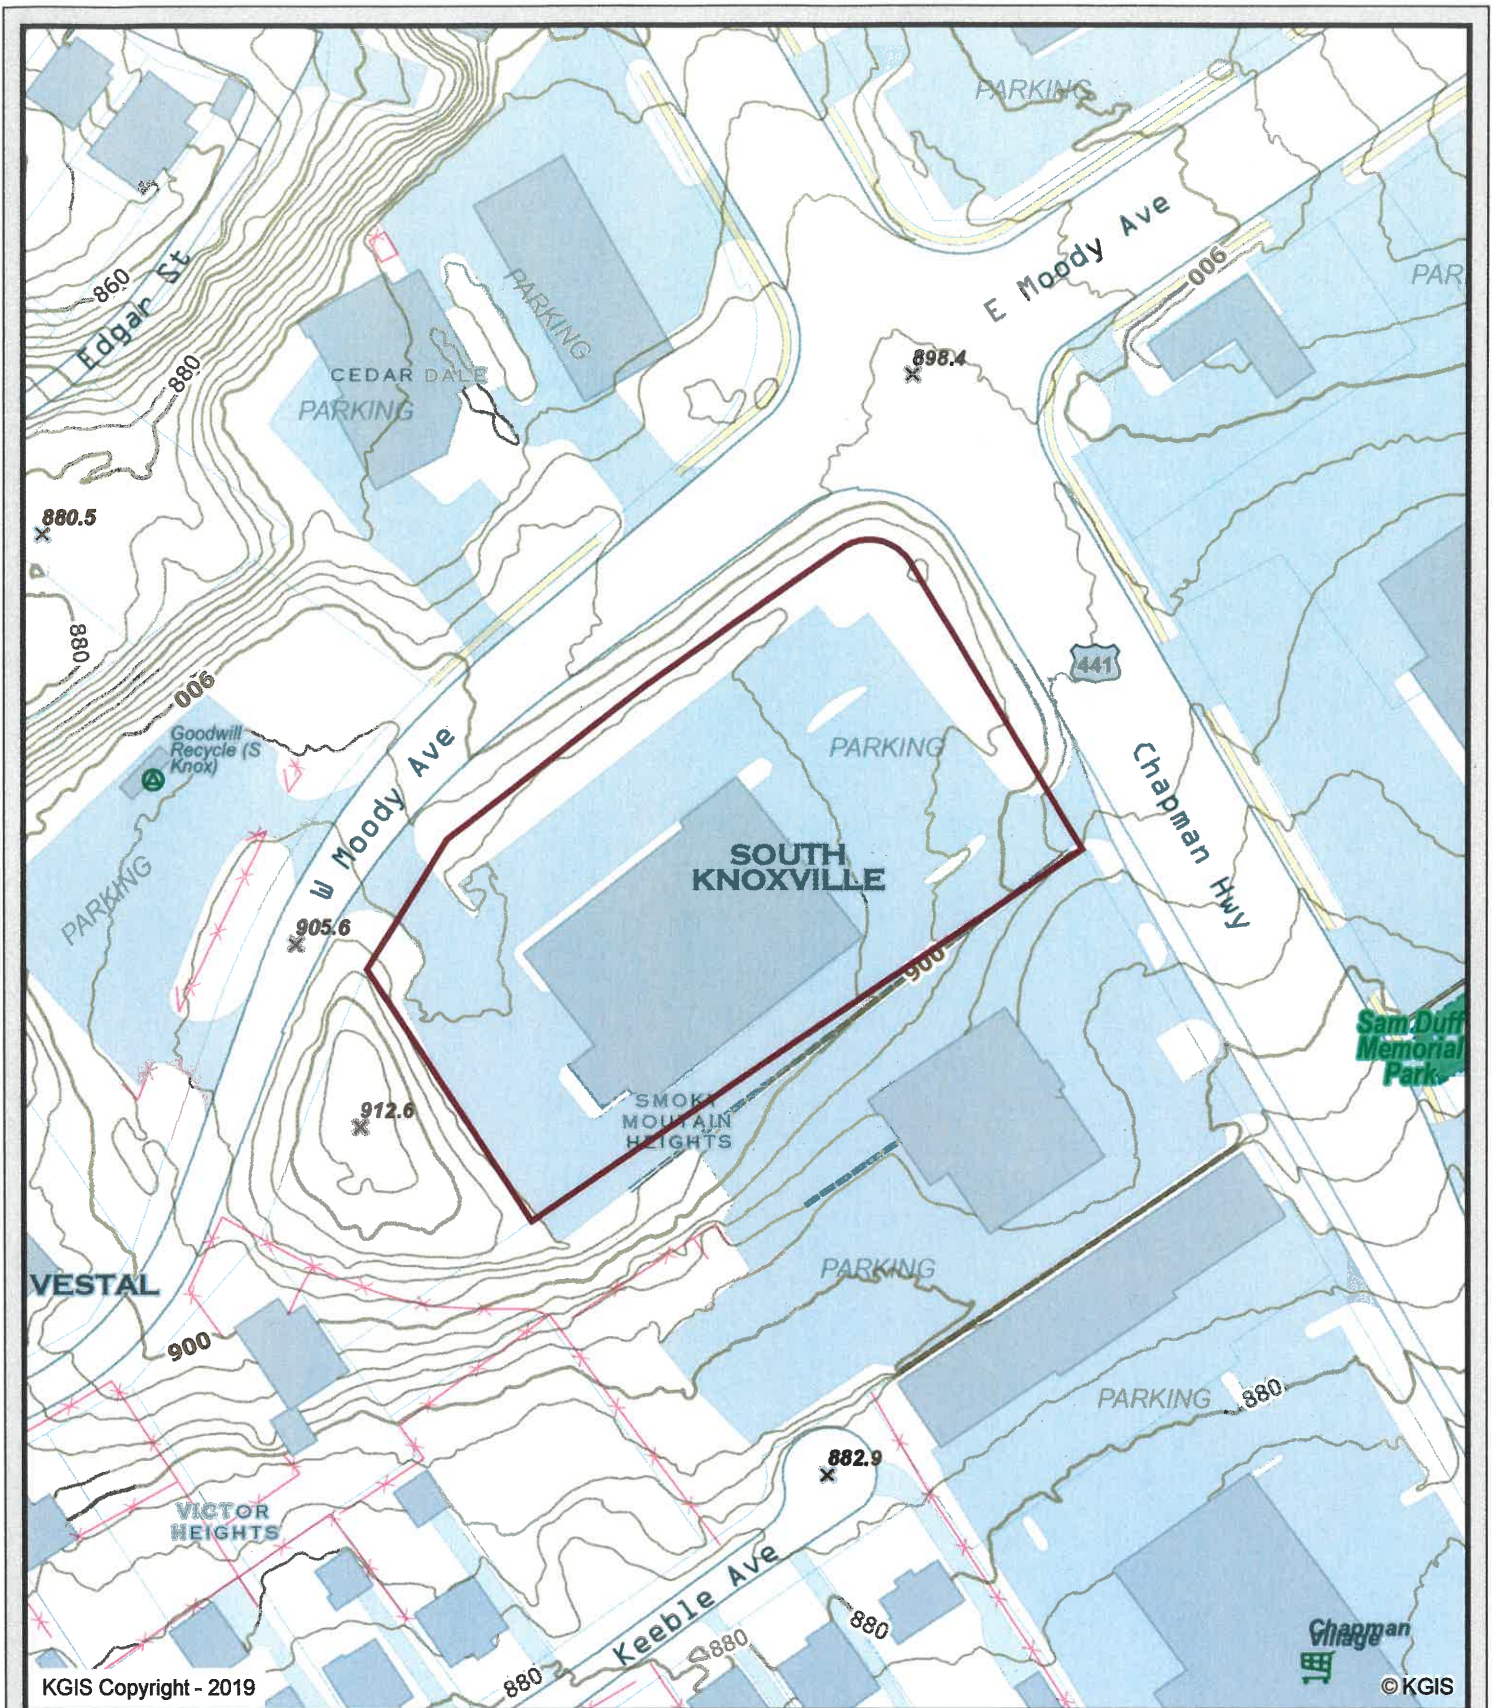 PARKING
E Moody Ave
006
PAR
860
Edgar St
880
PARKING
898.4
CEDAR DALE
PARKING
880.5
880
006
441
Goodwill
Recycle (S
Knox)
W Moody Ave
PARKING
Chapman Hwy
SOUTH
KNOXVILLE
PARKING
905.6
900
Sam Duff
Memorial
Park
912.6
SMOKY
MOUTAIN
HEIGHTS
PARKING
VESTAL
900
PARKING
880
882.9
VICTOR
HEIGHTS
Keeble Ave
880
880
880
Chapman
Village
KGIS Copyright - 2019
© KGIS